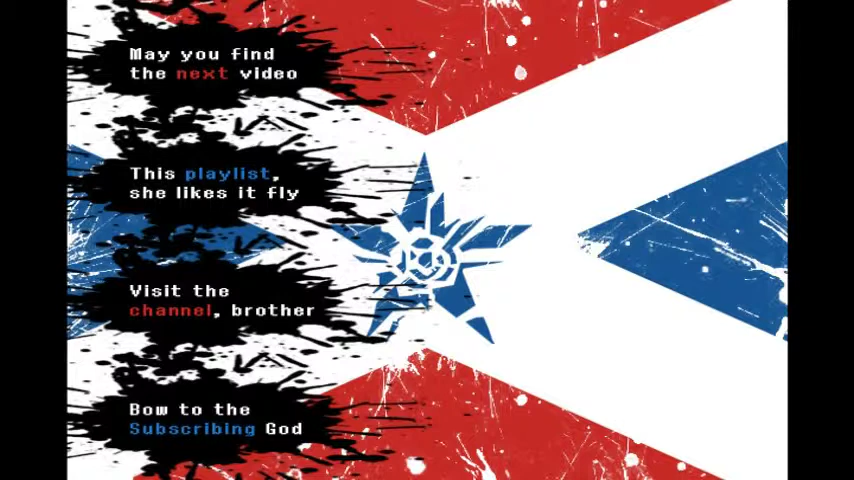 May you find
the next video
This playlist,
she likes it fly
Visit the
channel, brother
Bow to the
Subscribing God